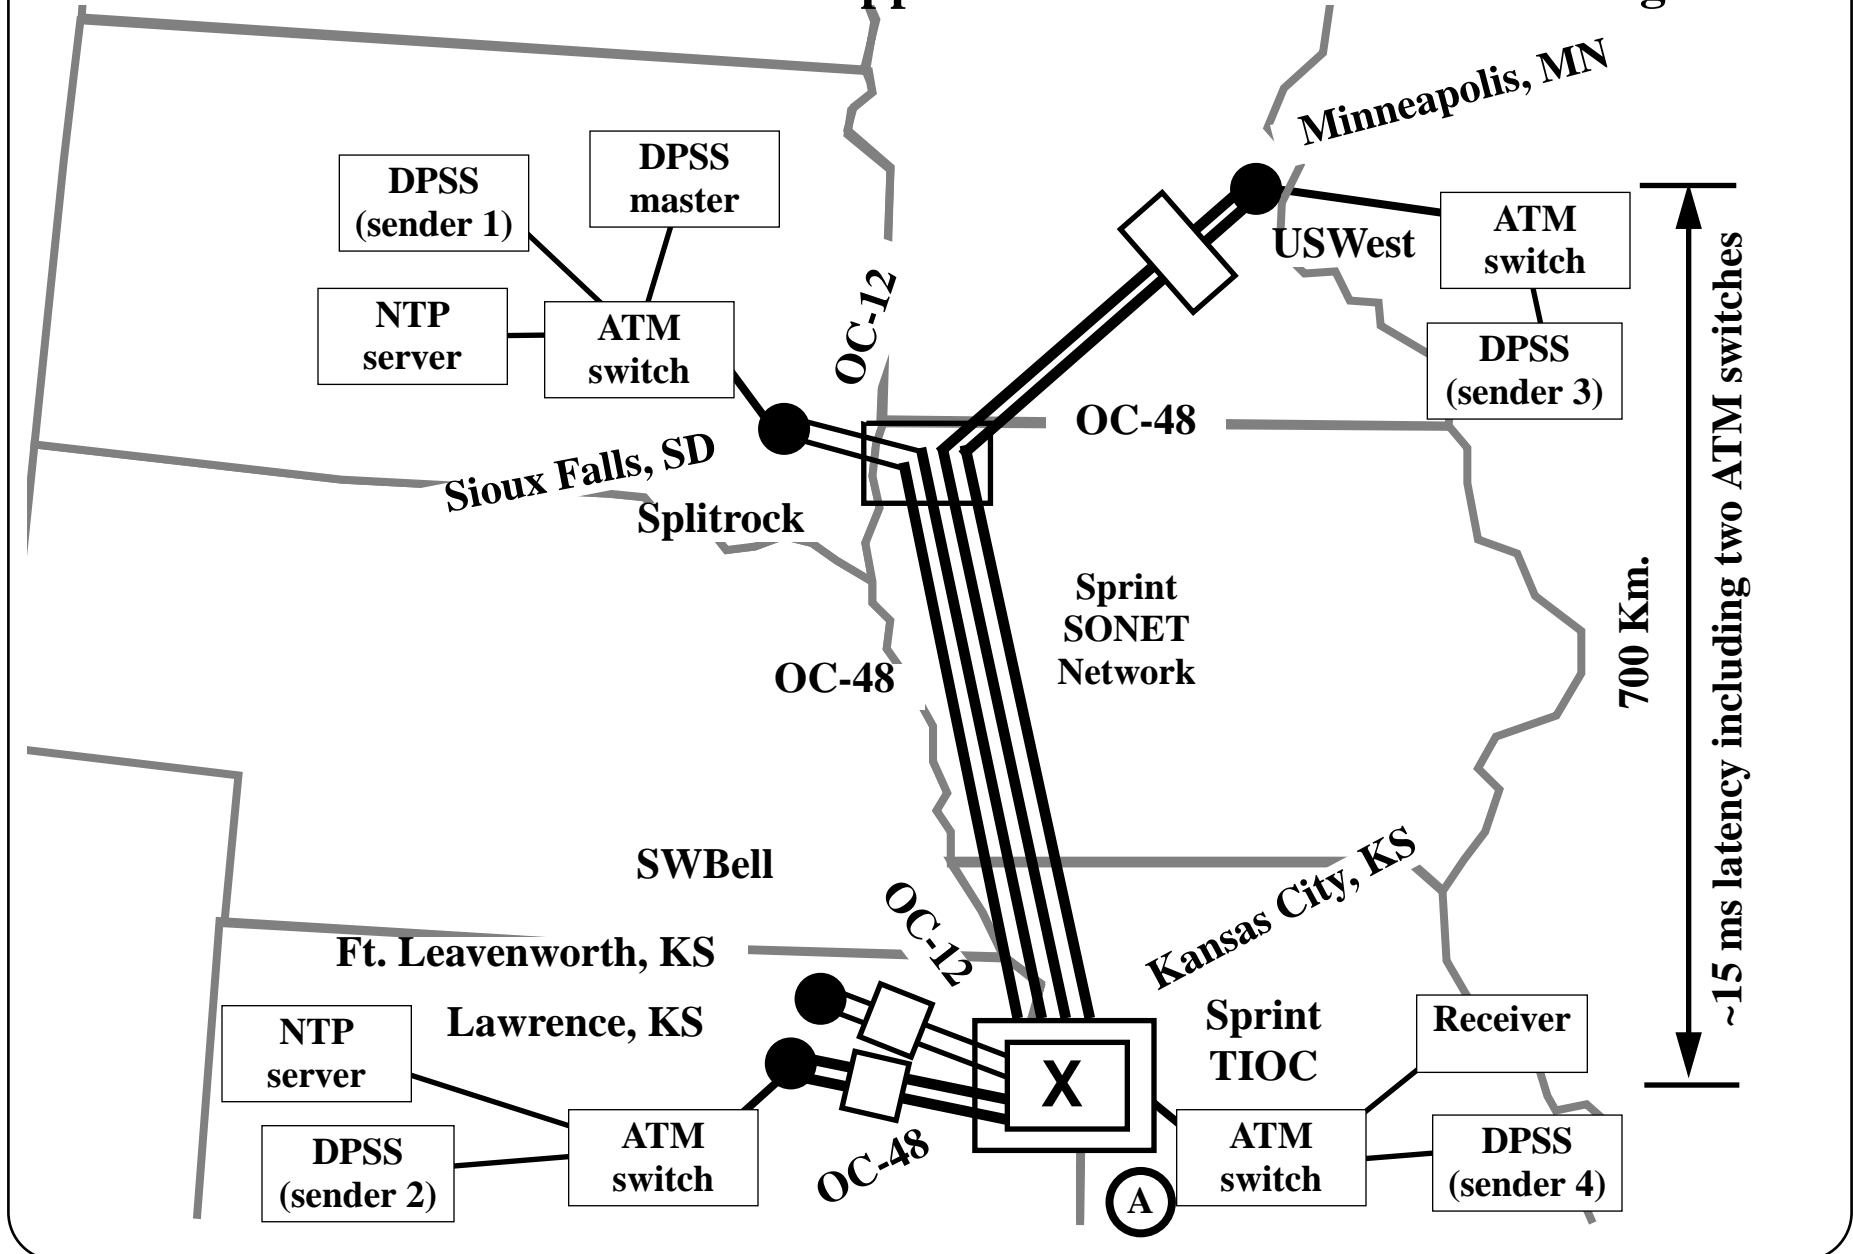 Minneapolis, MN
DPSS
(sender 1)
DPSS
master
NTP
server
ATM
switch
OC-12
USWest
ATM
switch
DPSS
(sender 3)
OC-48
Sioux Falls, SD
Splitrock
Sprint
SONET
Network
OC-48
700 Km.
~15 ms latency including two ATM switches
SWBell
OC-12
Kansas City, KS
Ft. Leavenworth, KS
Lawrence, KS
Sprint
TIOC
Receiver
NTP
server
X
DPSS
(sender 2)
ATM
switch
OC-48
A
ATM
switch
DPSS
(sender 4)